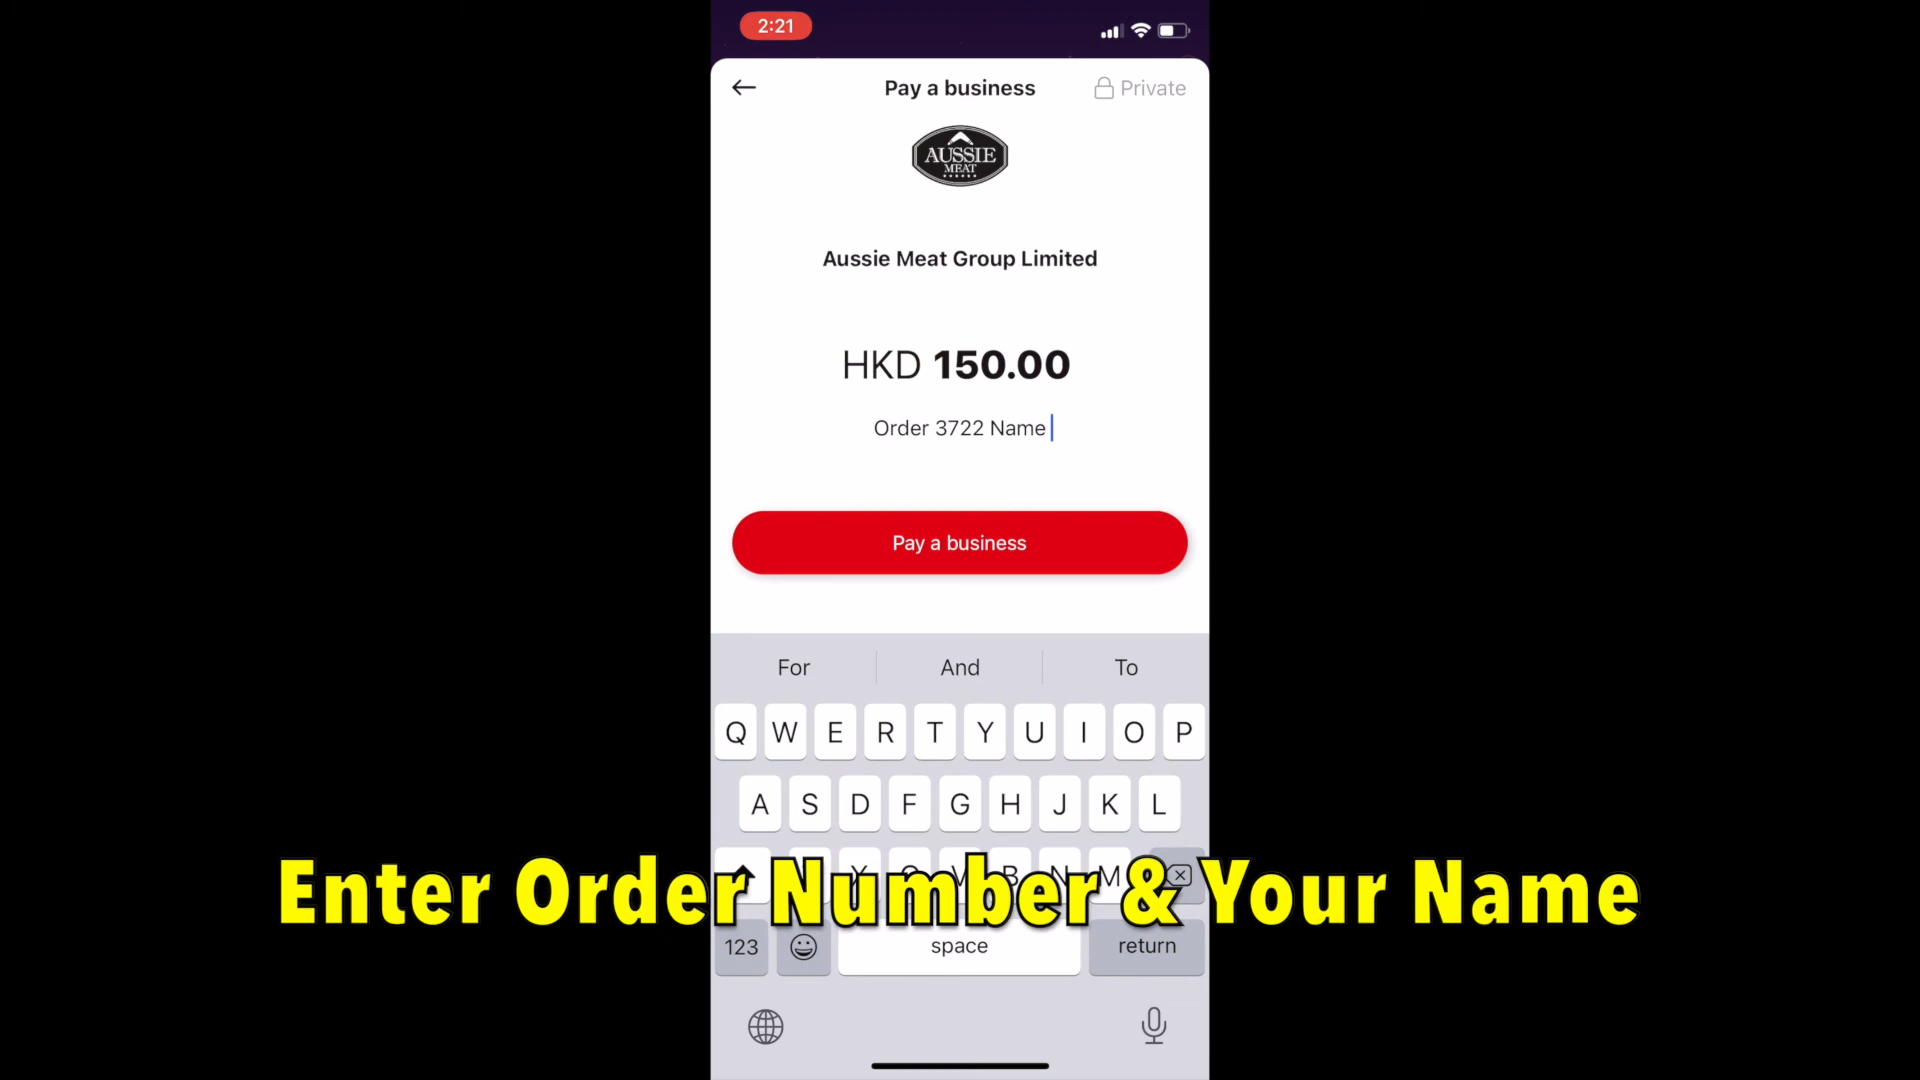 2:21
Pay a business
Private
AUSSIE
MEAT
Aussie Meat Group Limited
HKD 150.00
Order 3722 Name
Pay a business
For And To
Q W E R T Y U I O P
A S D F G H J K L
Enter Order Number & Your Name
123 space return